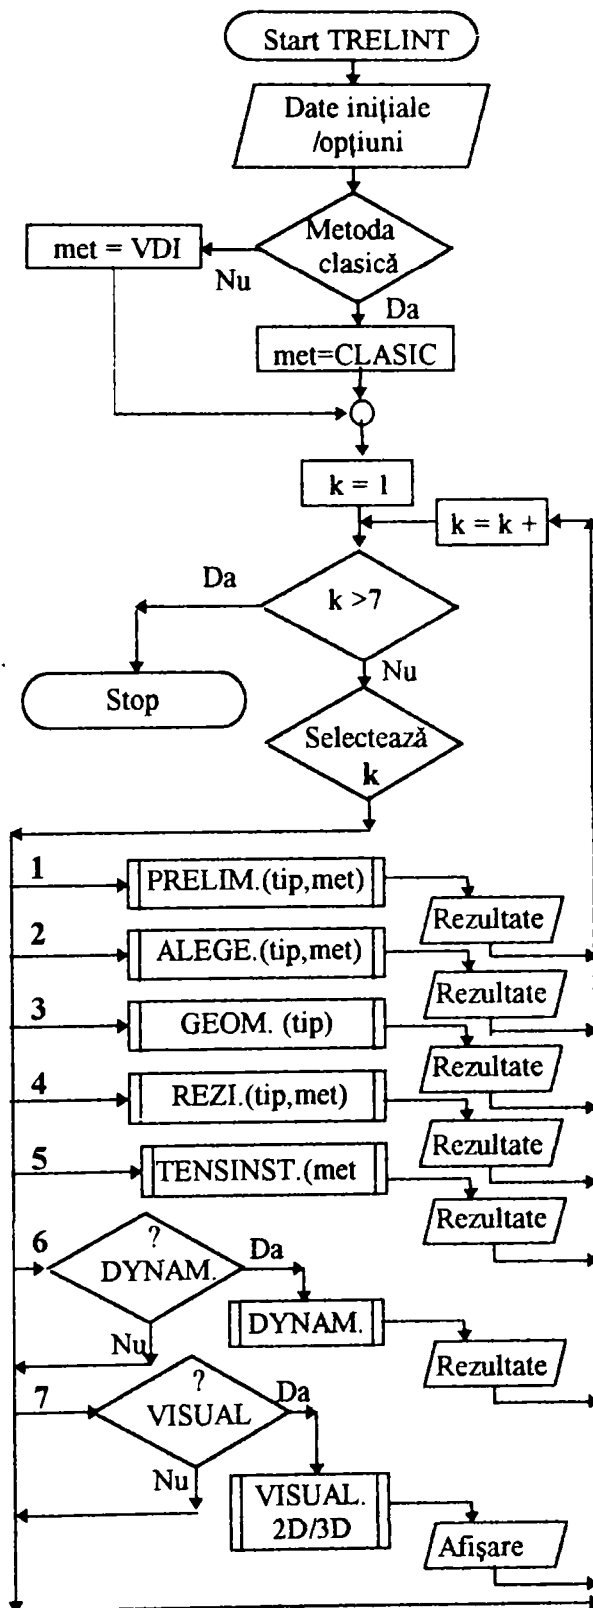 Start TRELINT
Date iniţiale
/opţiuni
Metoda
clasică
met = VDI
Nu
Da
met=CLASIC
k = 1
k = k +
Da
k >7
Nu
Stop
Selectează
k
1
PRELIM.(tip,met)
Rezultate
2
ALEGE.(tip,met)
Rezultate
3
GEOM. (tip)
Rezultate
4
REZI.(tip,met)
Rezultate
5
TENSINST.(met
Rezultate
6
?
DYNAM.
Da
DYNAM.
Nu
Rezultate
7
?
VISUAL
Da
Nu
VISUAL.
2D/3D
Afişare